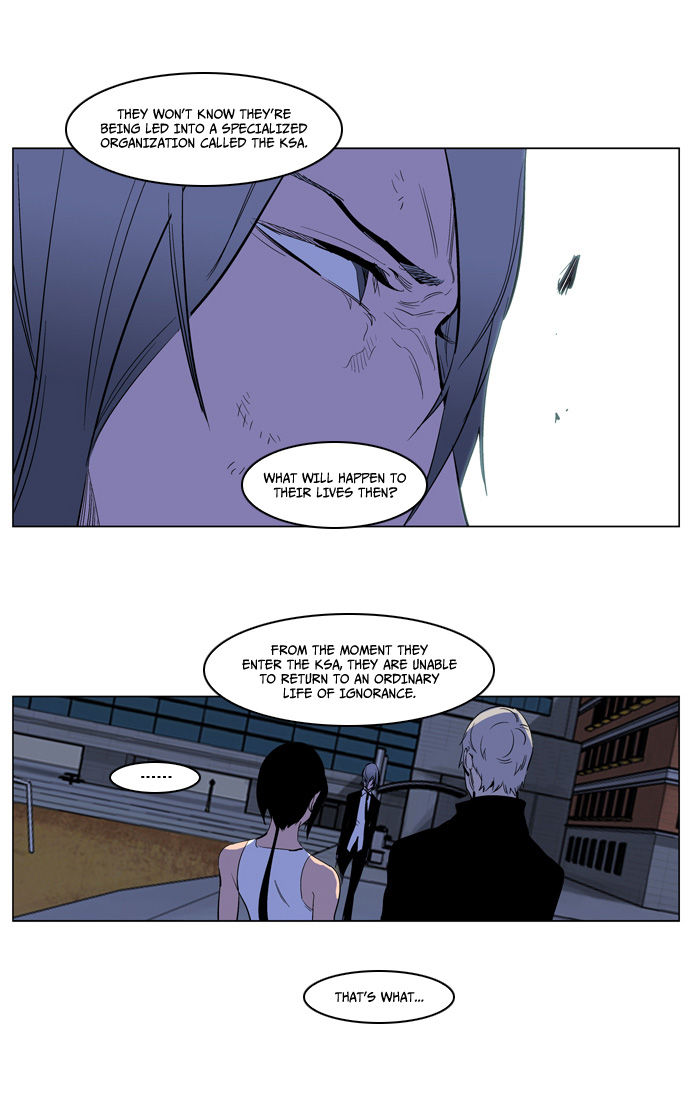 THEY WON'T KNOW THEY'RE
BEING LED INTO A SPECIALIZED
ORGANIZATION CALLED THE KSA.
WHAT WILL HAPPEN TO
THEIR LIVES THEN?
FROM THE MOMENT THEY
ENTER THE KSA, THEY ARE UNABLE
TO RETURN TO AN ORDINARY
LIFE OF IGNORANCE.
------
THAT'S WHAT...